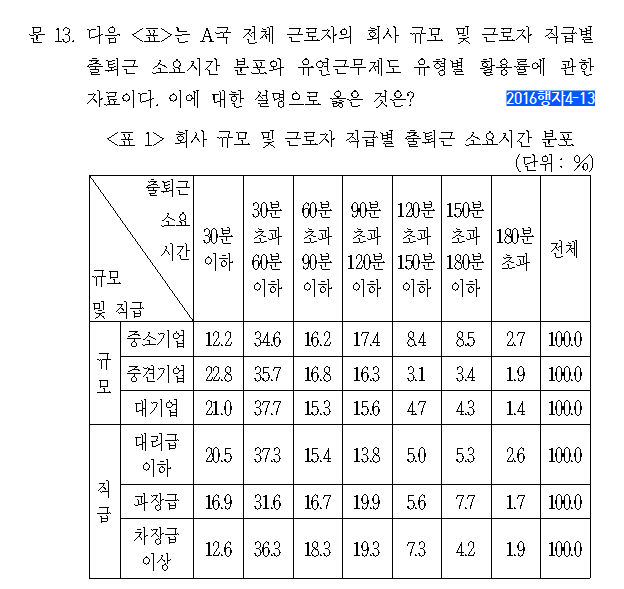 문 13. 다음 <표>는 A국 전체 근로자의 회사 규모 및 근로자 직급별
출퇴근 소요시간 분포와 유연근무제도 유형별 활용률에 관한
자료이다. 이에 대한 설명으로 옳은 것은?
2016행자4-13
<표 1> 회사 규모 및 근로자 직급별 출퇴근 소요시간 분포
(단위 : %)
출퇴근 소요 시간
규모 및 직급
30분 이하
30분 초과 60분 이하
60분 초과 90분 이하
90분 초과 120분 이하
120분 초과 150분 이하
150분 초과 180분 이하
180분 초과
전체
규모
중소기업 12.2 34.6 16.2 17.4 8.4 8.5 2.7 100.0
중견기업 22.8 35.7 16.8 16.3 3.1 3.4 1.9 100.0
대기업 21.0 37.7 15.3 15.6 4.7 4.3 1.4 100.0
직급
대리급 이하 20.5 37.3 15.4 13.8 5.0 5.3 2.6 100.0
과장급 16.9 31.6 16.7 19.9 5.6 7.7 1.7 100.0
차장급 이상 12.6 36.3 18.3 19.3 7.3 4.2 1.9 100.0